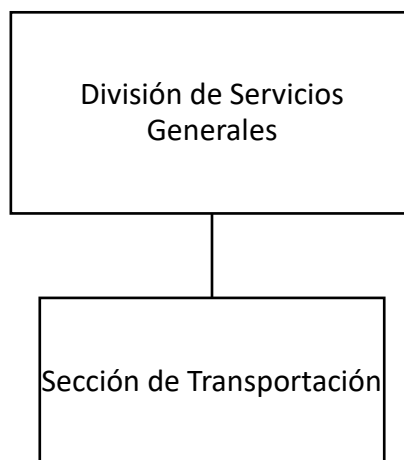 División de Servicios
Generales
Sección de Transportación